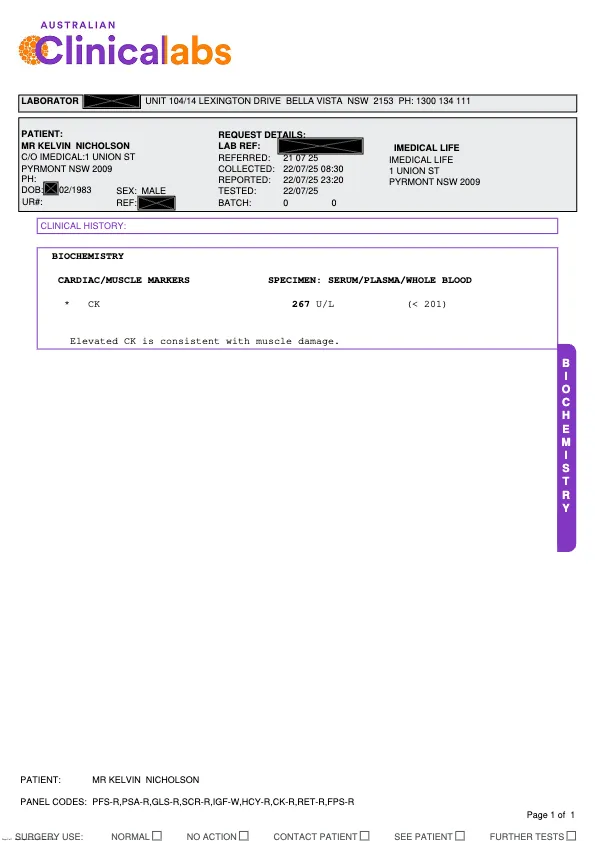 AUSTRALIAN
Clinicalabs
LABORATOR UNIT 104/14 LEXINGTON DRIVE BELLA VISTA NSW 2153 PH: 1300 134 111
PATIENT:
MR KELVIN NICHOLSON
C/O IMEDICAL:1 UNION ST
PYRMONT NSW 2009
PH:
DOB: 02/1983 SEX: MALE
UR#: REF:
REQUEST DETAILS:
LAB REF:
REFERRED: 21 07 25
COLLECTED: 22/07/25 08:30
REPORTED: 22/07/25 23:20
TESTED: 22/07/25
BATCH: 0 0
IMEDICAL LIFE
IMEDICAL LIFE
1 UNION ST
PYRMONT NSW 2009
CLINICAL HISTORY:
BIOCHEMISTRY
CARDIAC/MUSCLE MARKERS SPECIMEN: SERUM/PLASMA/WHOLE BLOOD
* CK 267 U/L (< 201)
Elevated CK is consistent with muscle damage.
BIOCHEMISTRY
PATIENT: MR KELVIN NICHOLSON
PANEL CODES: PFS-R,PSA-R,GLS-R,SCR-R,IGF-W,HCY-R,CK-R,RET-R,FPS-R
Page 1 of 1
SURGERY USE: NORMAL NO ACTION CONTACT PATIENT SEE PATIENT FURTHER TESTS